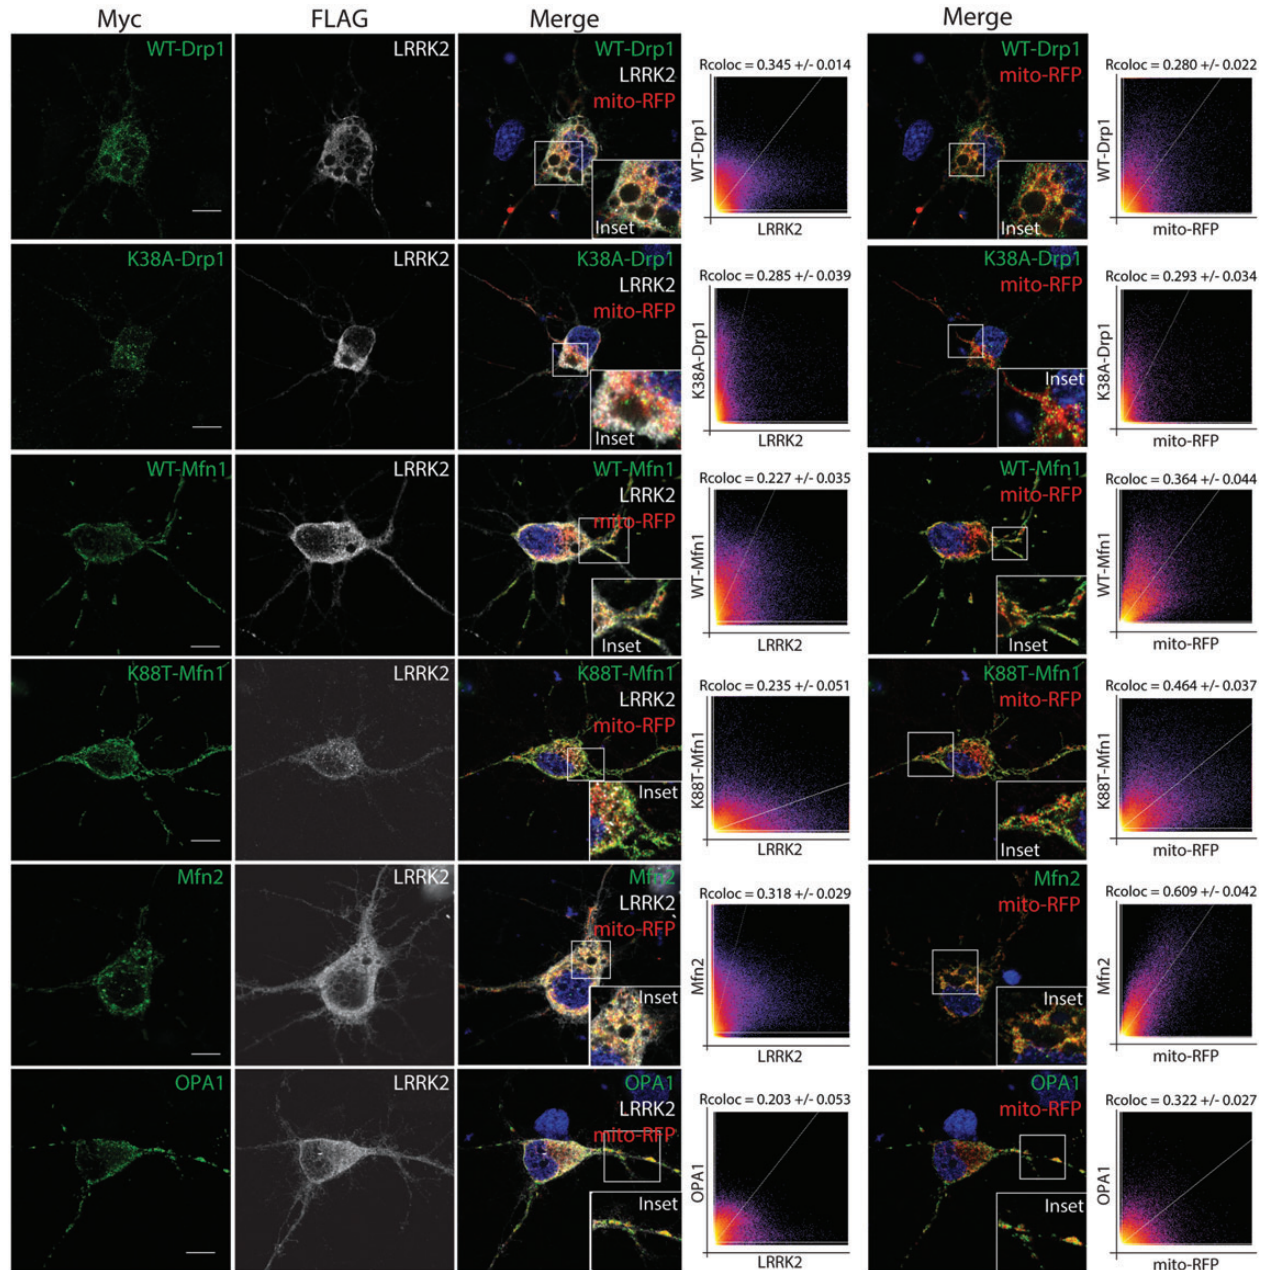 Myc FLAG Merge Merge
WT-Drp1 LRRK2 WT-Drp1 WT-Drp1
LRRK2 mito-RFP
mito-RFP
Inset Inset
Rcoloc = 0.345 +/- 0.014 Rcoloc = 0.280 +/- 0.022
WT-Drp1 WT-Drp1
LRRK2 mito-RFP
K38A-Drp1 LRRK2 K38A-Drp1 K38A-Drp1
LRRK2 mito-RFP
mito-RFP
Inset Inset
Rcoloc = 0.285 +/- 0.039 Rcoloc = 0.293 +/- 0.034
K38A-Drp1 K38A-Drp1
LRRK2 mito-RFP
WT-Mfn1 LRRK2 WT-Mfn1 WT-Mfn1
LRRK2 mito-RFP
mito-RFP
Inset Inset
Rcoloc = 0.227 +/- 0.035 Rcoloc = 0.364 +/- 0.044
WT-Mfn1 WT-Mfn1
LRRK2 mito-RFP
K88T-Mfn1 LRRK2 K88T-Mfn1 K88T-Mfn1
LRRK2 mito-RFP
mito-RFP
Inset Inset
Rcoloc = 0.235 +/- 0.051 Rcoloc = 0.464 +/- 0.037
K88T-Mfn1 K88T-Mfn1
LRRK2 mito-RFP
Mfn2 LRRK2 Mfn2 Mfn2
LRRK2 mito-RFP
mito-RFP
Inset Inset
Rcoloc = 0.318 +/- 0.029 Rcoloc = 0.609 +/- 0.042
Mfn2 Mfn2
LRRK2 mito-RFP
OPA1 LRRK2 OPA1 OPA1
LRRK2 mito-RFP
mito-RFP
Inset Inset
Rcoloc = 0.203 +/- 0.053 Rcoloc = 0.322 +/- 0.027
OPA1 OPA1
LRRK2 mito-RFP